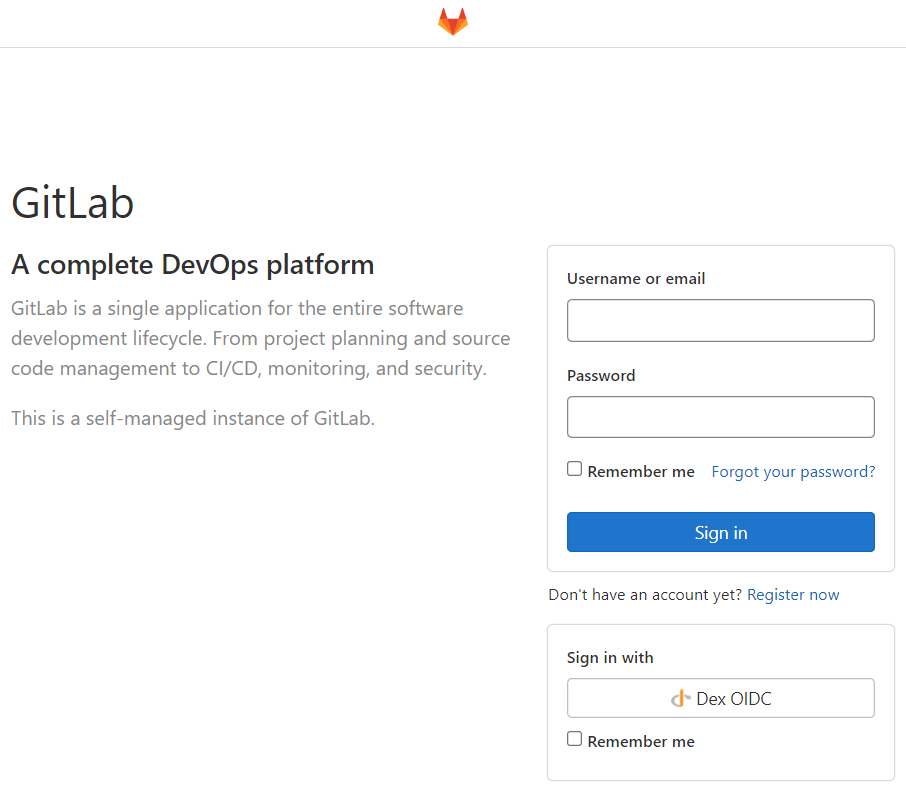 GitLab
A complete DevOps platform
GitLab is a single application for the entire software
development lifecycle. From project planning and source
code management to CI/CD, monitoring, and security.
This is a self-managed instance of GitLab.
Username or email
Password
Remember me Forgot your password?
Sign in
Don't have an account yet? Register now
Sign in with
Dex OIDC
Remember me